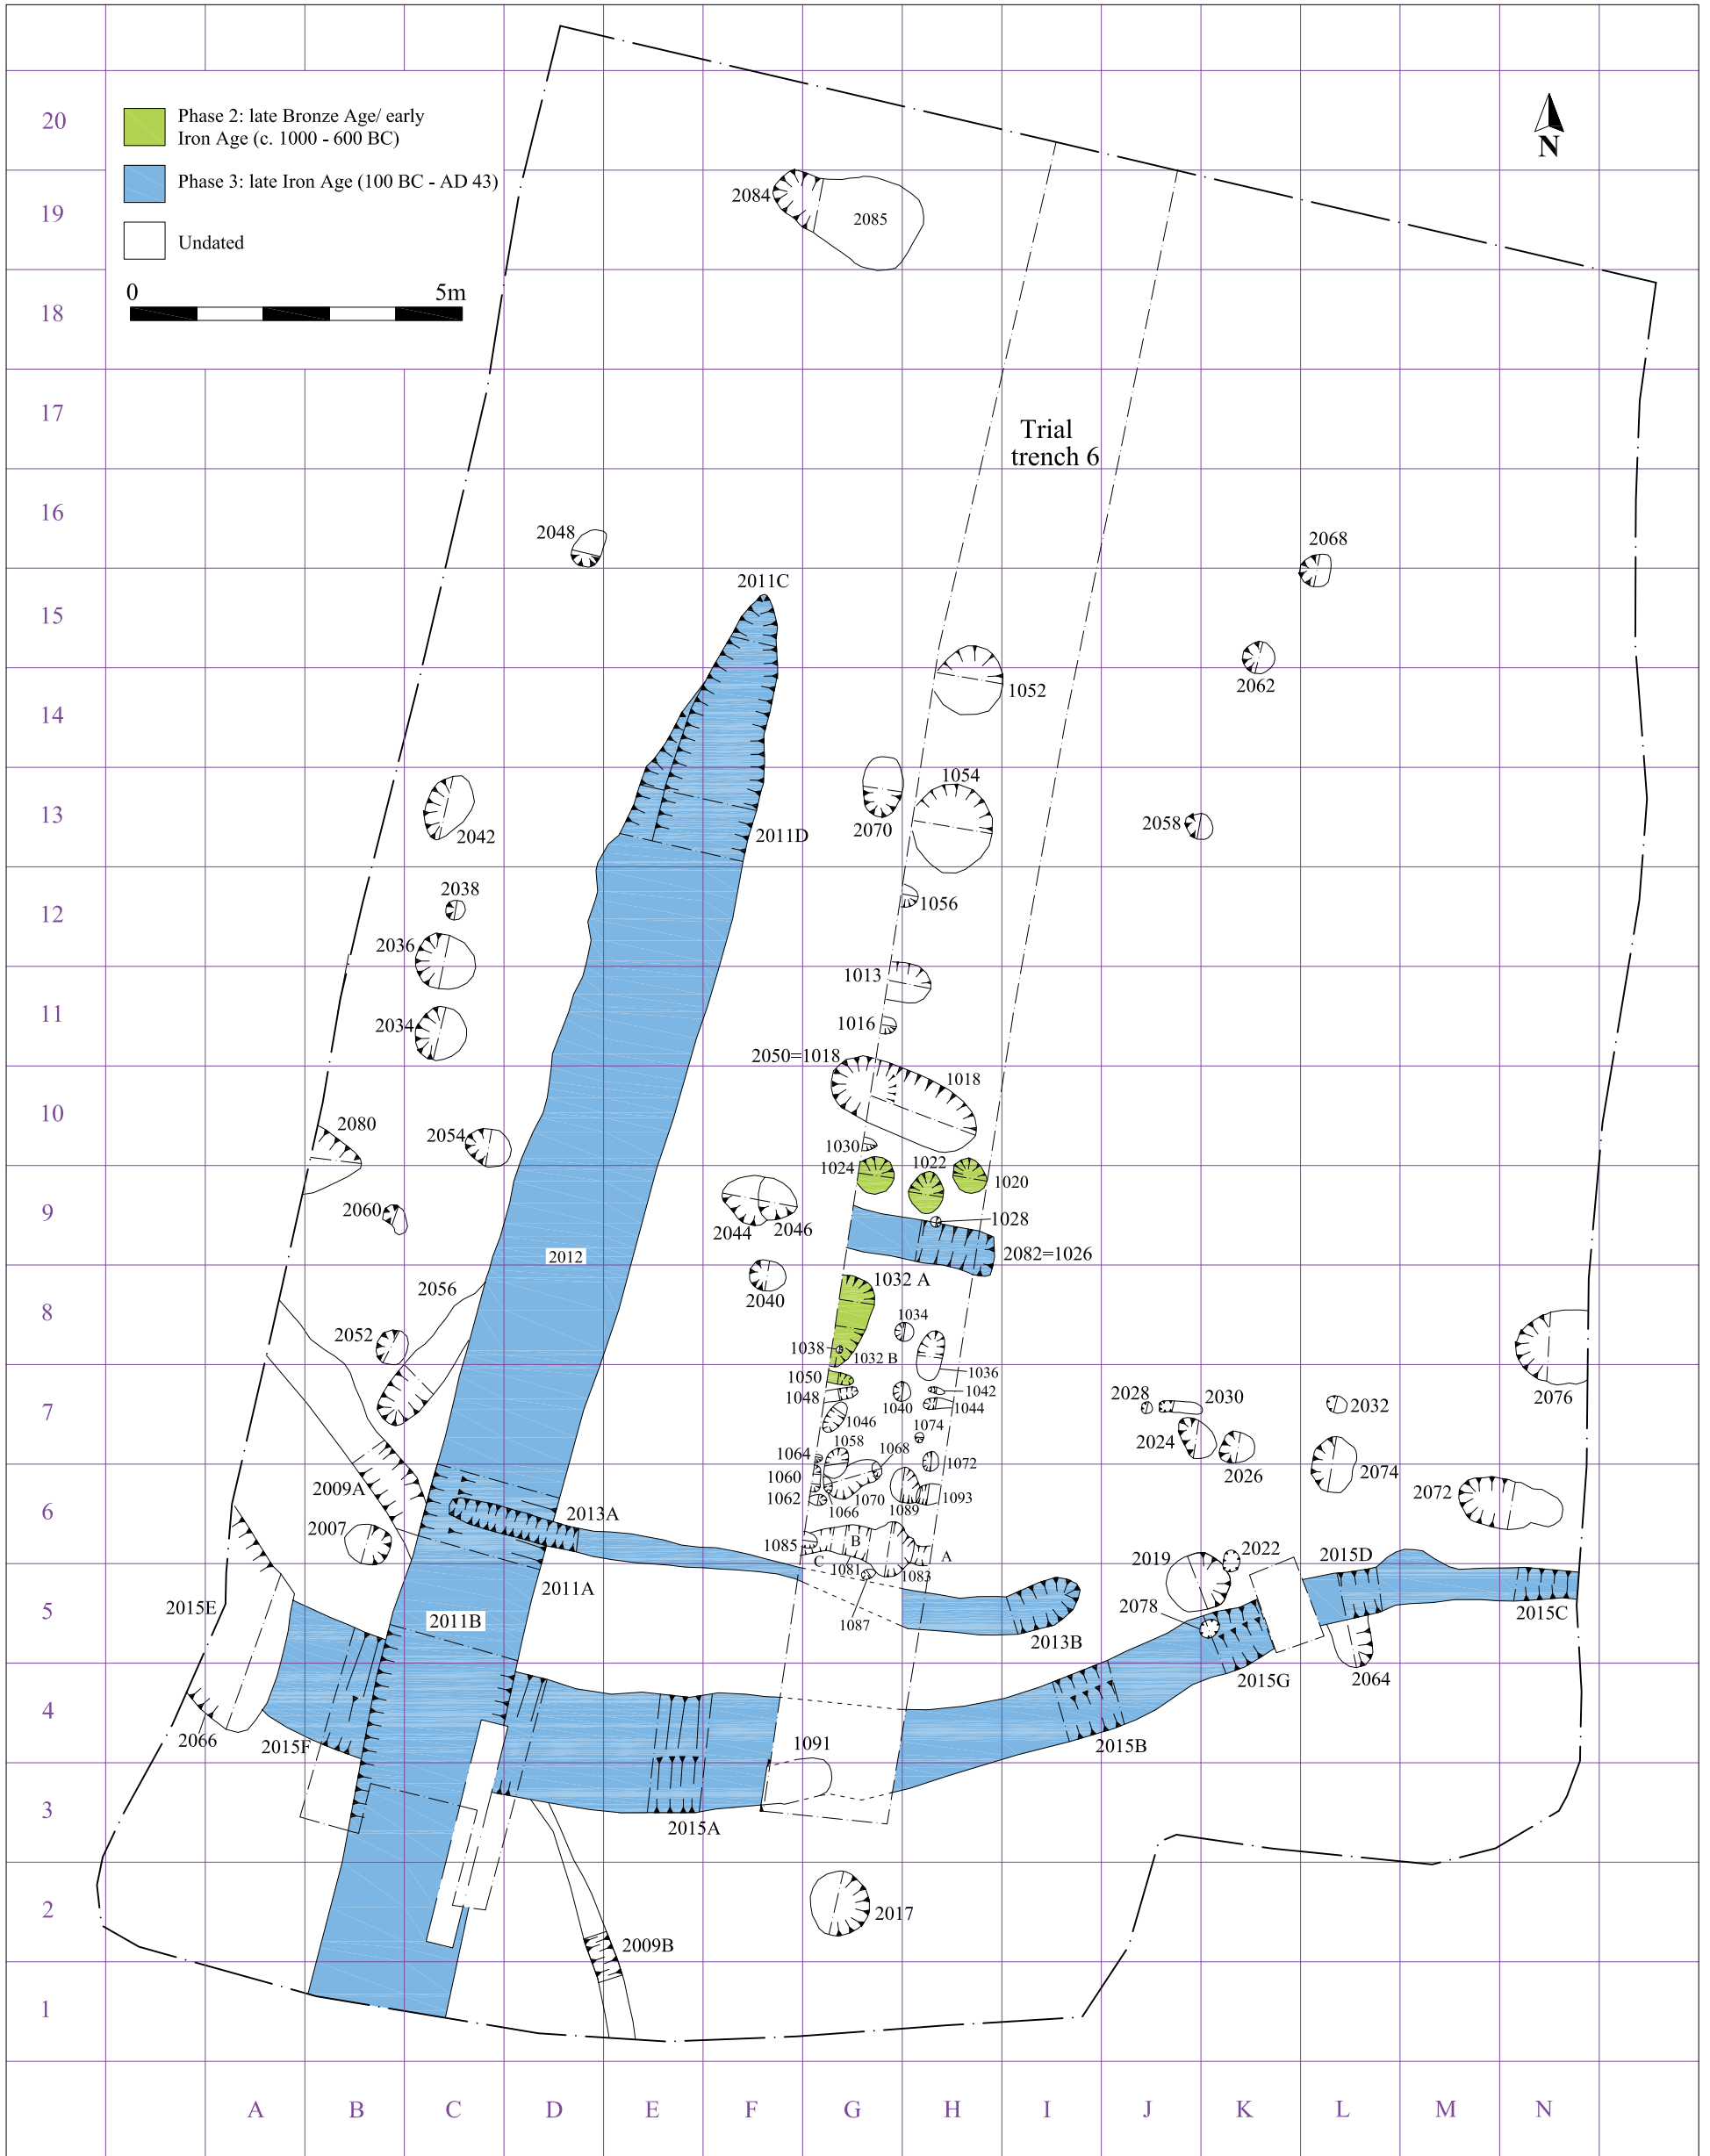 20
Phase 2: late Bronze Age/ early
Iron Age (c. 1000 - 600 BC)
N
Phase 3: late Iron Age (100 BC - AD 43)
19
2084
2085
Undated
0
5m
18
17
Trial
trench 6
16
2048
2068
2011C
15
2062
1052
14
1054
13
2042
2070
2011D
2058
2038
12
1056
2036
1013
11
2034
1016
2050=1018
1018
10
2080
2054
1030
1024
1022
1020
9
2060
2044
2046
1028
2082=1026
2012
2056
2040
1032 A
8
1034
2052
1038
1032 B
1036
1050
1048
1040
1042
1044
2028
2030
2032
2076
7
1046
1074
2024
1058
1068
1064
1060
1072
2026
2074
2009A
1062
1066
1070
1089
1093
2072
6
2013A
2007
1085
B
C
A
1081
1083
2019
2022
2015D
2011A
5
2015E
2011B
1087
2078
2013B
2015C
2015G
2064
4
2066
2015F
1091
2015B
3
2015A
2
2017
2009B
1
A
B
C
D
E
F
G
H
I
J
K
L
M
N